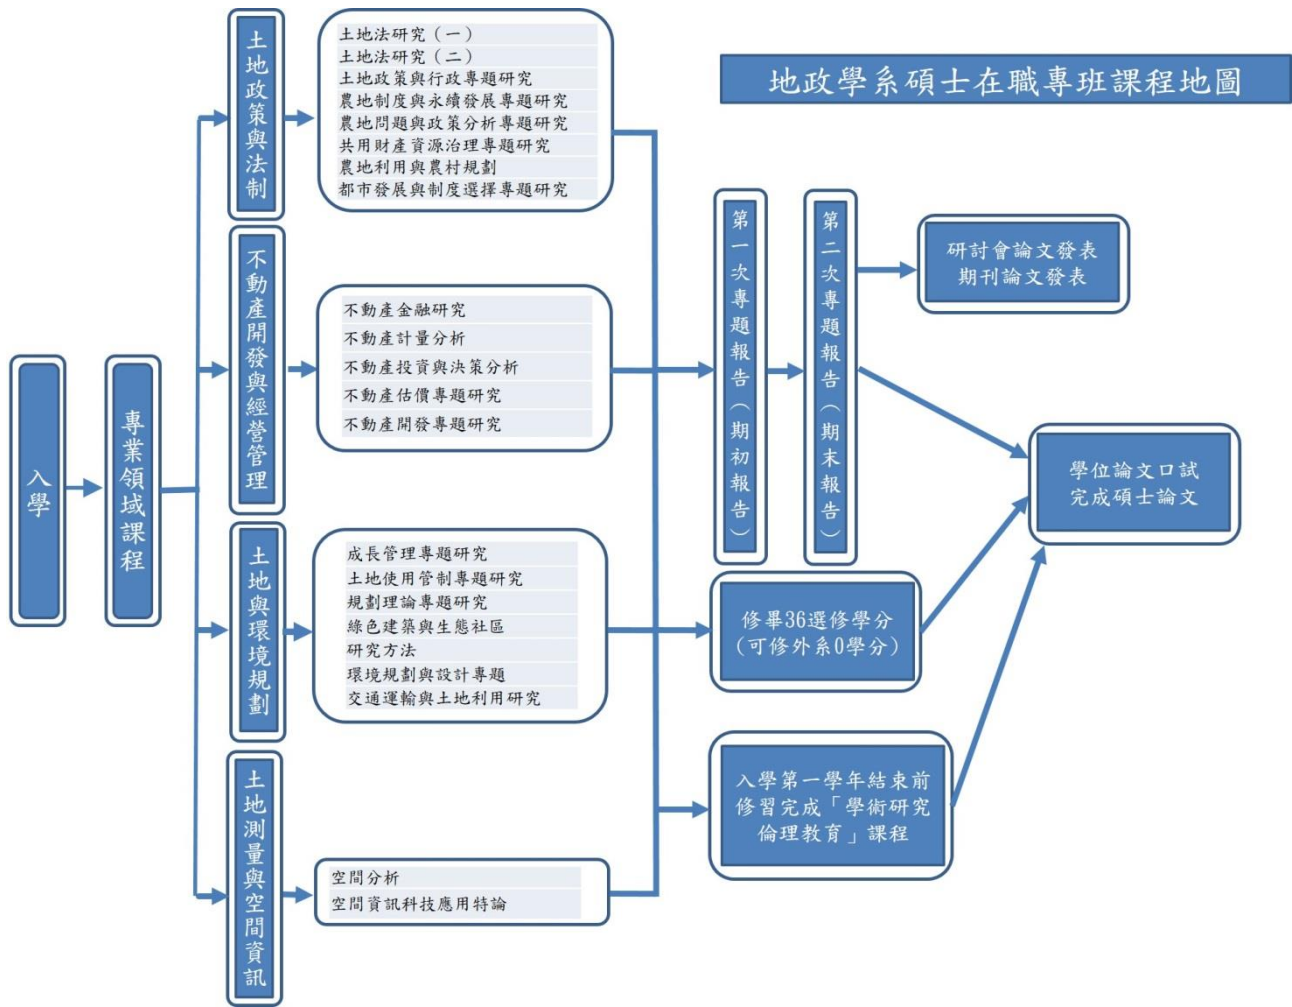 地政學系碩士在職專班課程地圖
入學
專業領域課程
土地政策與法制
土地法研究(一)
土地法研究(二)
土地政策與行政專題研究
農地制度與永續發展專題研究
農地問題與政策分析專題研究
共用財產資源治理專題研究
農地利用與農村規劃
都市發展與制度選擇專題研究
不動產開發與經營管理
不動產金融研究
不動產計量分析
不動產投資與決策分析
不動產估價專題研究
不動產開發專題研究
土地與環境規劃
成長管理專題研究
土地使用管制專題研究
規劃理論專題研究
綠色建築與生態社區
研究方法
環境規劃與設計專題
交通運輸與土地利用研究
土地測量與空間資訊
空間分析
空間資訊科技應用特論
第一次專題報告(期初報告)
第二次專題報告(期末報告)
研討會論文發表
期刊論文發表
學位論文口試
完成碩士論文
修畢36選修學分
(可修外系0學分)
入學第一學年結束前
修習完成「學術研究
倫理教育」課程